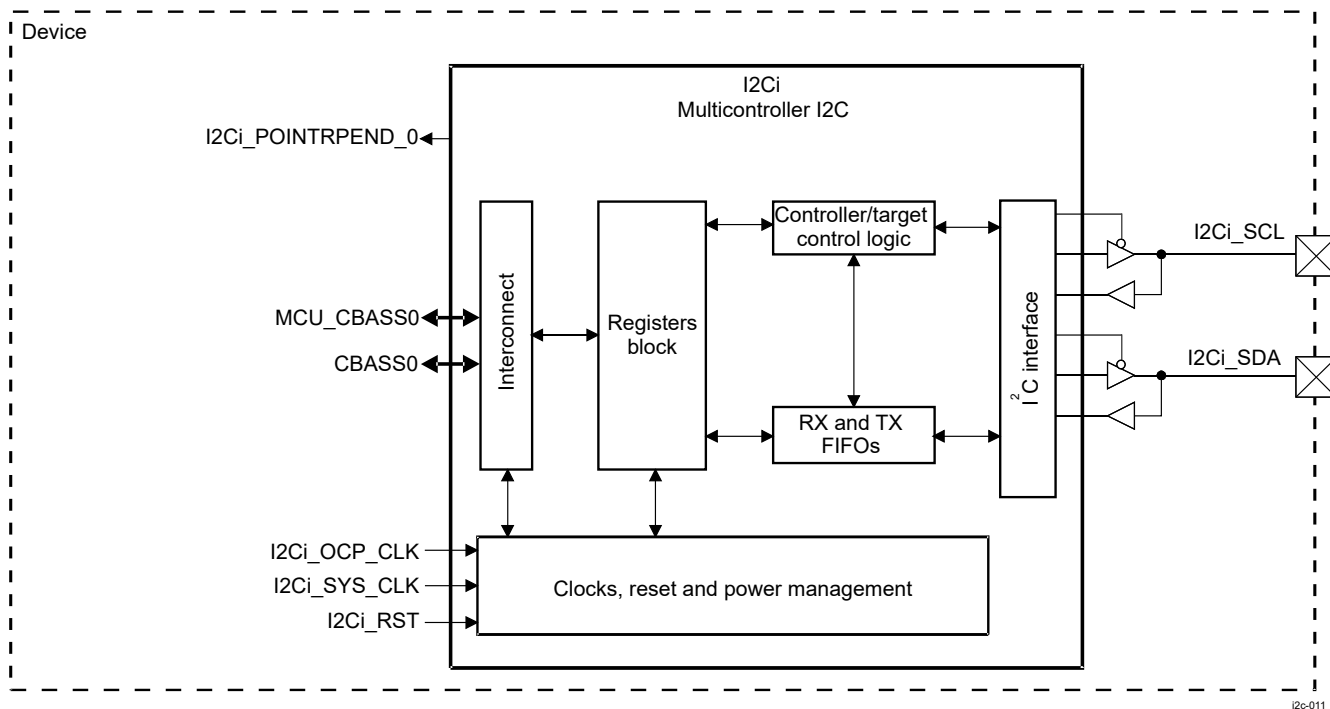 Device
I2Ci
Multicontroller I2C
I2Ci_POINTRPEND_0
Controller/target
control logic
I2Ci_SCL
MCU_CBASS0
CBASS0
Interconnect
Registers
block
I²C interface
I2Ci_SDA
RX and TX
FIFOs
I2Ci_OCP_CLK
I2Ci_SYS_CLK
I2Ci_RST
Clocks, reset and power management
i2c-011